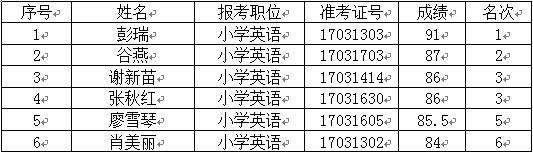 序号 姓名 报考职位 准考证号 成绩 名次
1 彭瑞 小学英语 17031303 91 1
2 谷燕 小学英语 17031703 87 2
3 谢新苗 小学英语 17031414 86 3
4 张秋红 小学英语 17031630 86 3
5 廖雪琴 小学英语 17031605 85.5 5
6 肖美丽 小学英语 17031302 84 6